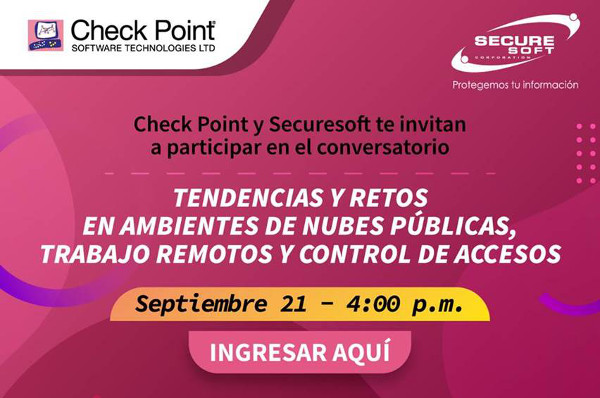 Check Point
SOFTWARE TECHNOLOGIES LTD
SECURE
SOFT
CORPORATION
Protegemos tu información
Check Point y Securesoft te invitan
a participar en el conversatorio
TENDENCIAS Y RETOS
EN AMBIENTES DE NUBES PÚBLICAS,
TRABAJO REMOTOS Y CONTROL DE ACCESOS
Septiembre 21 - 4:00 p.m.
INGRESAR AQUÍ